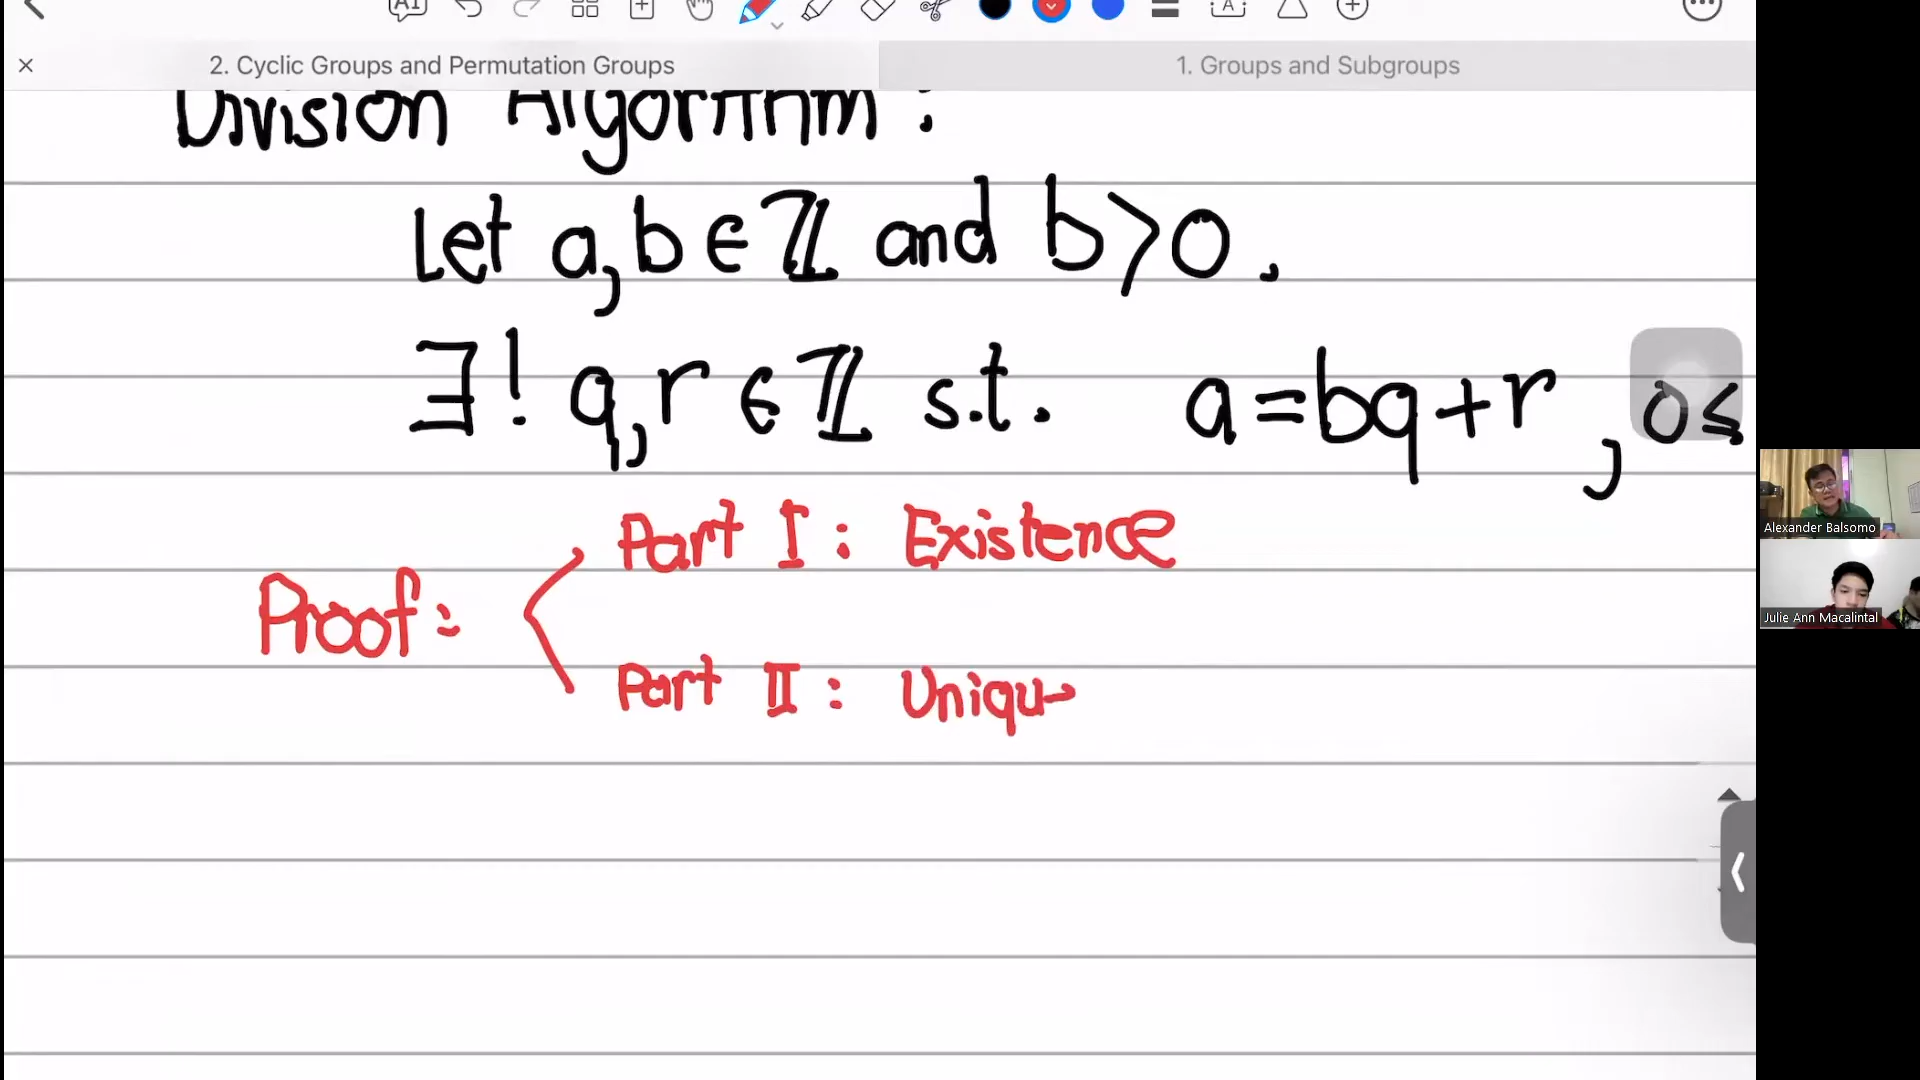 2. Cyclic Groups and Permutation Groups
1. Groups and Subgroups
Division Algorithm :
Let a, b ∈ ℤ and b > 0 .
∃! q, r ∈ ℤ s.t. a = bq + r , 0 ≤
Part I : Existence
Proof :
Part II : Uniqu
Alexander Balsomo
Julie Ann Macalintal